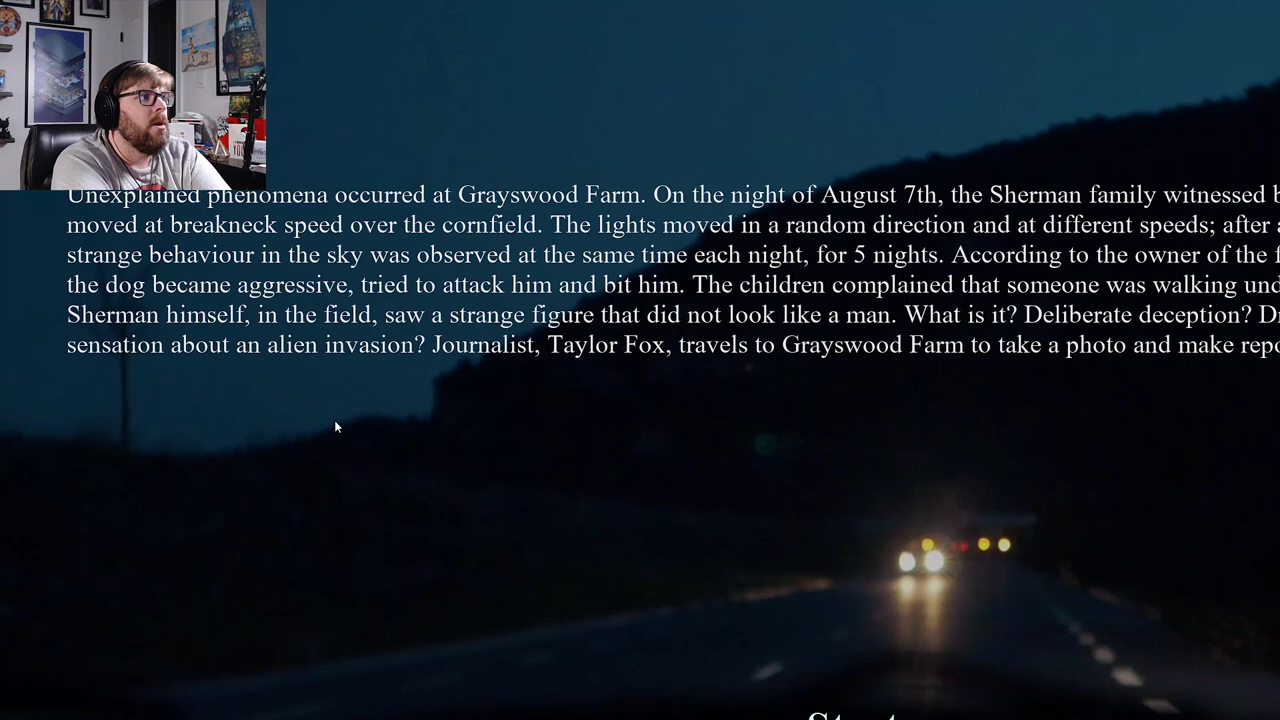 Unexplained phenomena occurred at Grayswood Farm. On the night of August 7th, the Sherman family witnessed
moved at breakneck speed over the cornfield. The lights moved in a random direction and at different speeds; after
strange behaviour in the sky was observed at the same time each night, for 5 nights. According to the owner of the
the dog became aggressive, tried to attack him and bit him. The children complained that someone was walking
Sherman himself, in the field, saw a strange figure that did not look like a man. What is it? Deliberate deception?
sensation about an alien invasion? Journalist, Taylor Fox, travels to Grayswood Farm to take a photo and make
Start